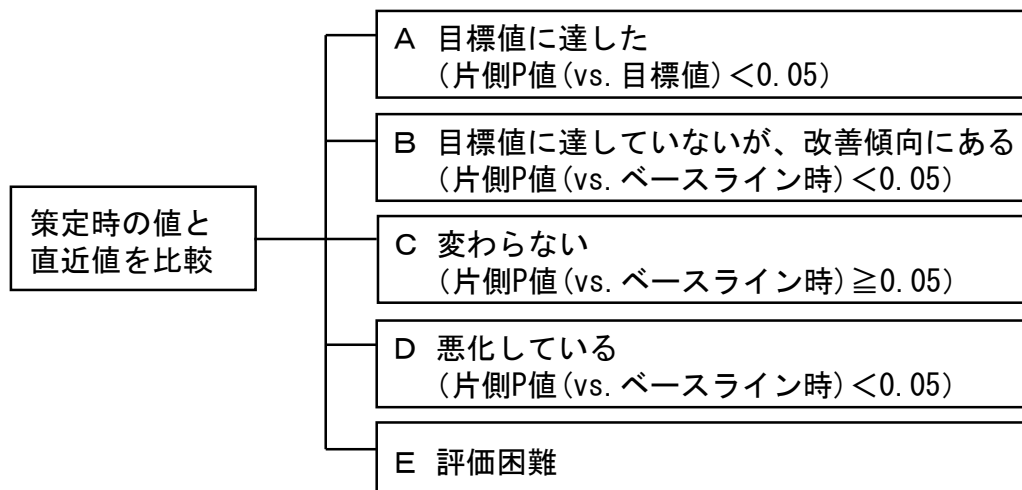 策定時の値と
直近値を比較
A 目標値に達した
(片側P値(vs.目標値)<0.05)
B 目標値に達していないが、改善傾向にある
(片側P値(vs.ベースライン時)<0.05)
C 変わらない
(片側P値(vs.ベースライン時)≧0.05)
D 悪化している
(片側P値(vs.ベースライン時)<0.05)
E 評価困難